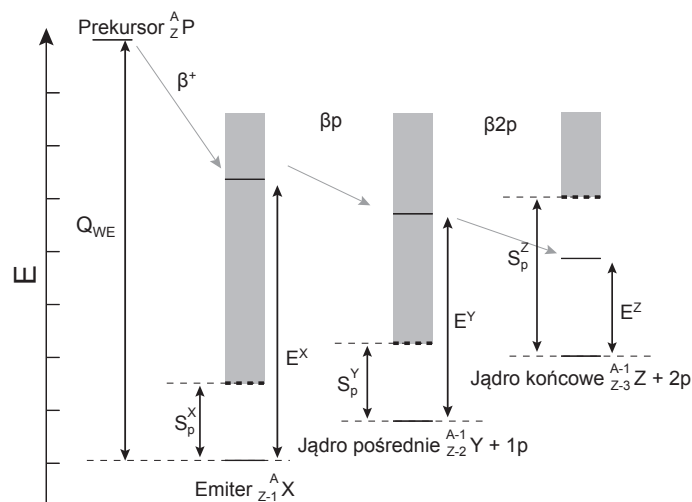 Prekursor ᴬ_Z P
β⁺
βp
β2p
E
Q_WE
S_p^X
E^X
S_p^Y
E^Y
S_p^Z
E^Z
Jądro końcowe ^A-1_Z-3 Z + 2p
Jądro pośrednie ^A-1_Z-2 Y + 1p
Emiter ^A_Z-1 X